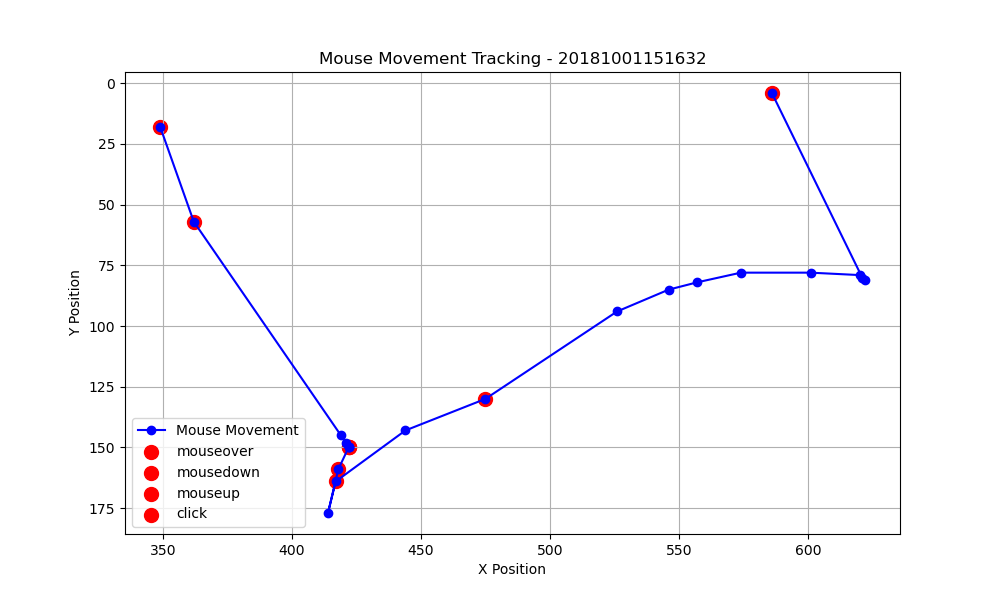 Mouse Movement Tracking - 20181001151632
0
25
50
75
100
125
150
175
Y Position
Mouse Movement
mouseover
mousedown
mouseup
click
350
400
450
500
550
600
X Position